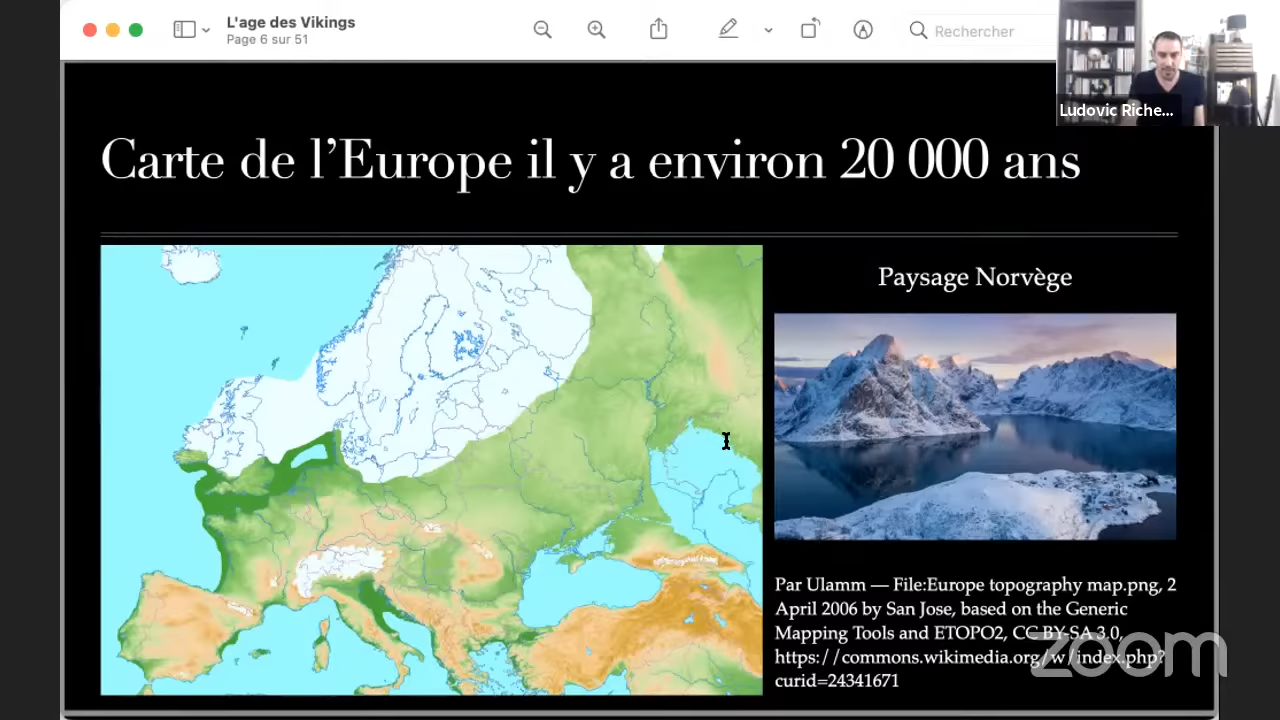 L'age des Vikings
Page 6 sur 51
Rechercher
Ludovic Riche...
Carte de l’Europe il y a environ 20 000 ans
Paysage Norvège
Par Ulamm — File:Europe topography map.png, 2
April 2006 by San Jose, based on the Generic
Mapping Tools and ETOPO2, CC BY-SA 3.0,
https://commons.wikimedia.org/w/index.php?
curid=24341671
zoom